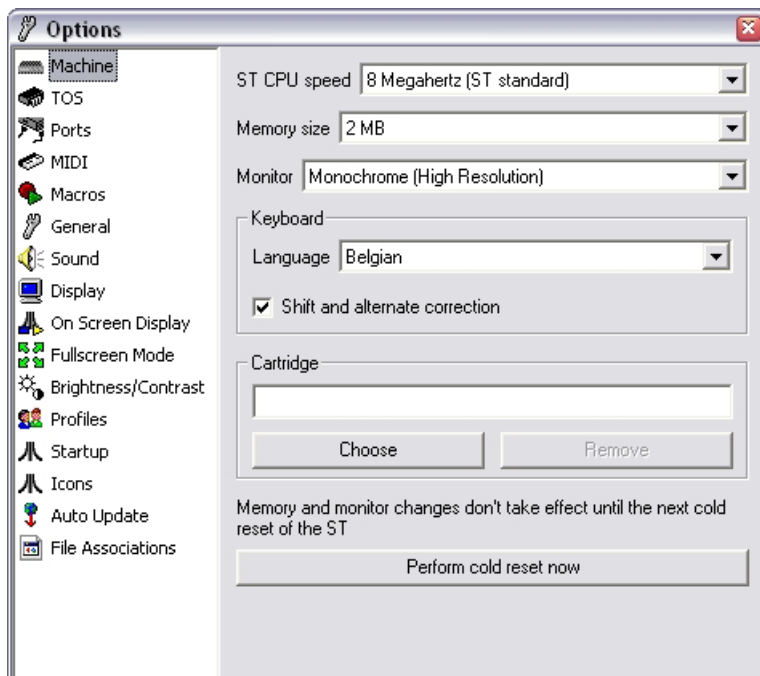 Options
Machine
TOS
Ports
MIDI
Macros
General
Sound
Display
On Screen Display
Fullscreen Mode
Brightness/Contrast
Profiles
Startup
Icons
Auto Update
File Associations
ST CPU speed 8 Megahertz (ST standard)
Memory size 2 MB
Monitor Monochrome (High Resolution)
Keyboard
Language Belgian
Shift and alternate correction
Cartridge
Choose Remove
Memory and monitor changes don't take effect until the next cold
reset of the ST
Perform cold reset now